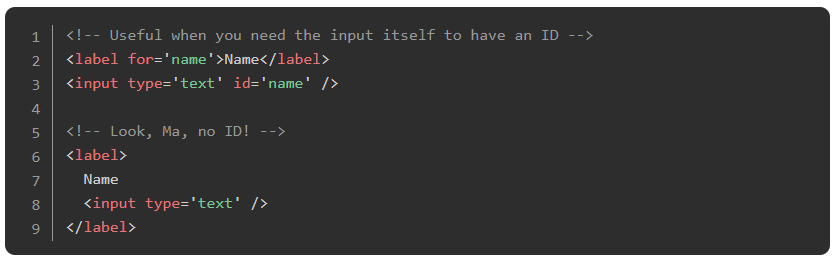 1 <!-- Useful when you need the input itself to have an ID -->
2 <label for='name'>Name</label>
3 <input type='text' id='name' />
4
5 <!-- Look, Ma, no ID! -->
6 <label>
7   Name
8   <input type='text' />
9 </label>